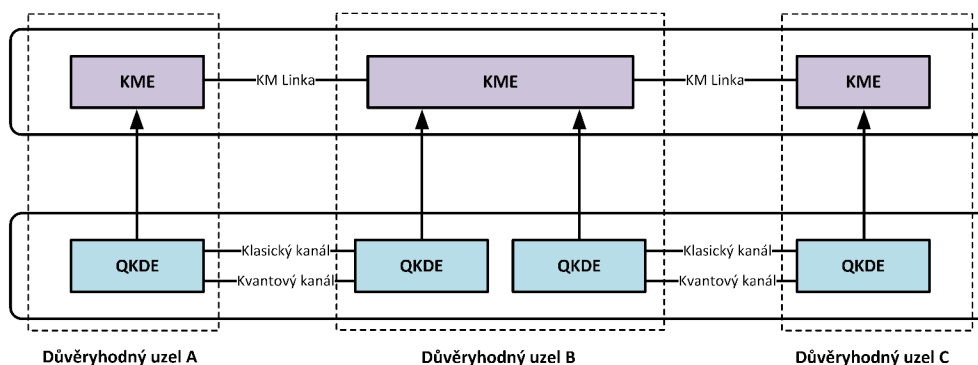 KME
KM Linka
KME
KM Linka
KME
Klasický kanál
Klasický kanál
QKDE
QKDE
QKDE
QKDE
Kvantový kanál
Kvantový kanál
Důvěryhodný uzel A
Důvěryhodný uzel B
Důvěryhodný uzel C